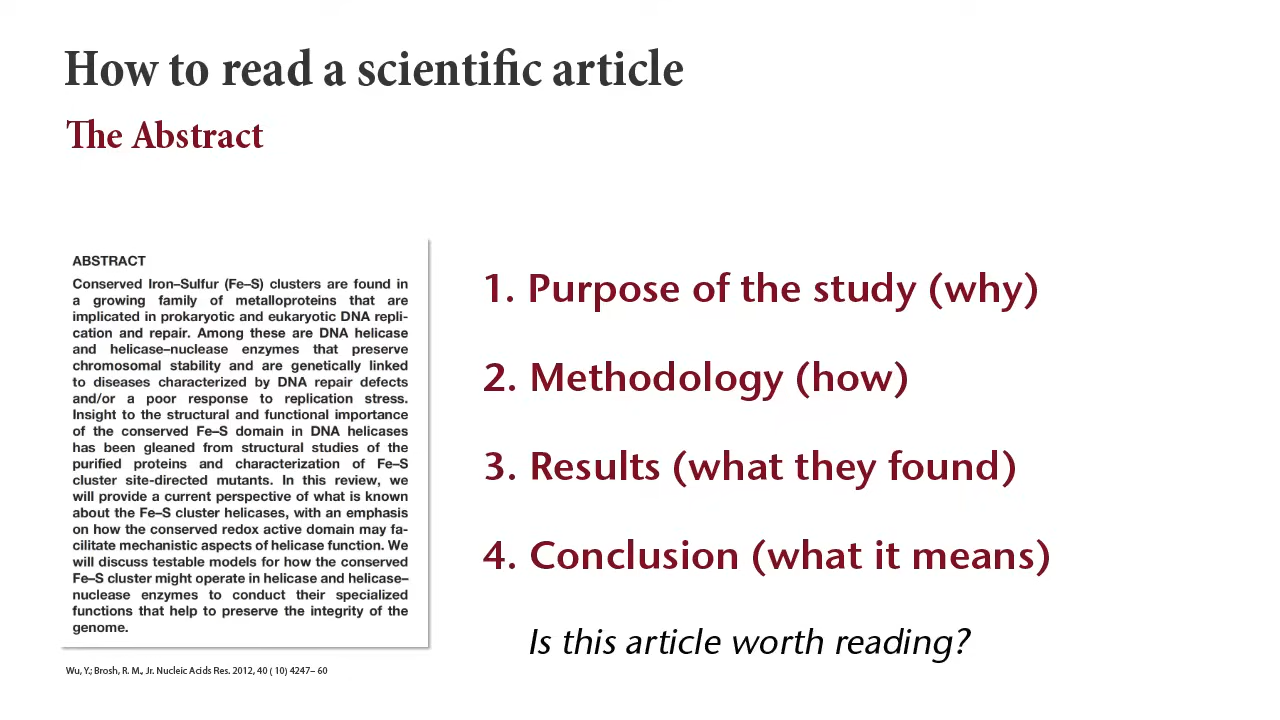 How to read a scientific article
The Abstract
ABSTRACT
Conserved Iron–Sulfur (Fe–S) clusters are found in
a growing family of metalloproteins that are
implicated in prokaryotic and eukaryotic DNA repli-
cation and repair. Among these are DNA helicase
and helicase–nuclease enzymes that preserve
chromosomal stability and are genetically linked
to diseases characterized by DNA repair defects
and/or a poor response to replication stress.
Insight to the structural and functional importance
of the conserved Fe–S domain in DNA helicases
has been gleaned from structural studies of the
purified proteins and characterization of Fe–S
cluster site-directed mutants. In this review, we
will provide a current perspective of what is known
about the Fe–S cluster helicases, with an emphasis
on how the conserved redox active domain may fa-
cilitate mechanistic aspects of helicase function. We
will discuss testable models for how the conserved
Fe–S cluster might operate in helicase and helicase–
nuclease enzymes to conduct their specialized
functions that help to preserve the integrity of the
genome.
Wu, Y.; Brosh, R. M., Jr. Nucleic Acids Res. 2012, 40 ( 10) 4247– 60
1. Purpose of the study (why)
2. Methodology (how)
3. Results (what they found)
4. Conclusion (what it means)
Is this article worth reading?